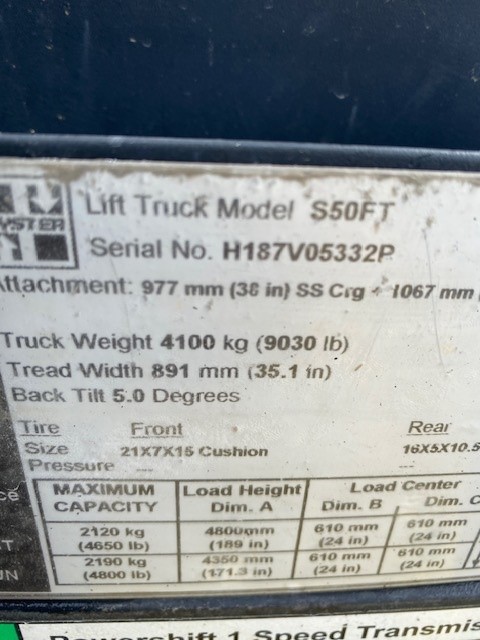 Lift Truck Model S50FT
YSTER
Serial No. H187V05332P
Attachment: 977 mm (38 in) SS Crg + 1067 mm
Truck Weight 4100 kg (9030 lb)
Tread Width 891 mm (35.1 in)
Back Tilt 5.0 Degrees
Tire Front Rear
Size 21X7X15 Cushion 16X5X10.5
Pressure --- ---
MAXIMUM CAPACITY Load Height Dim. A Load Center Dim. B Dim. C
2120 kg (4650 lb) 4800mm (189 in) 610 mm (24 in) 610 mm (24 in)
2190 kg (4800 lb) 4350 mm (171.3 in) 610 mm (24 in) 610 mm (24 in)
Powershift 1 Speed Transmis